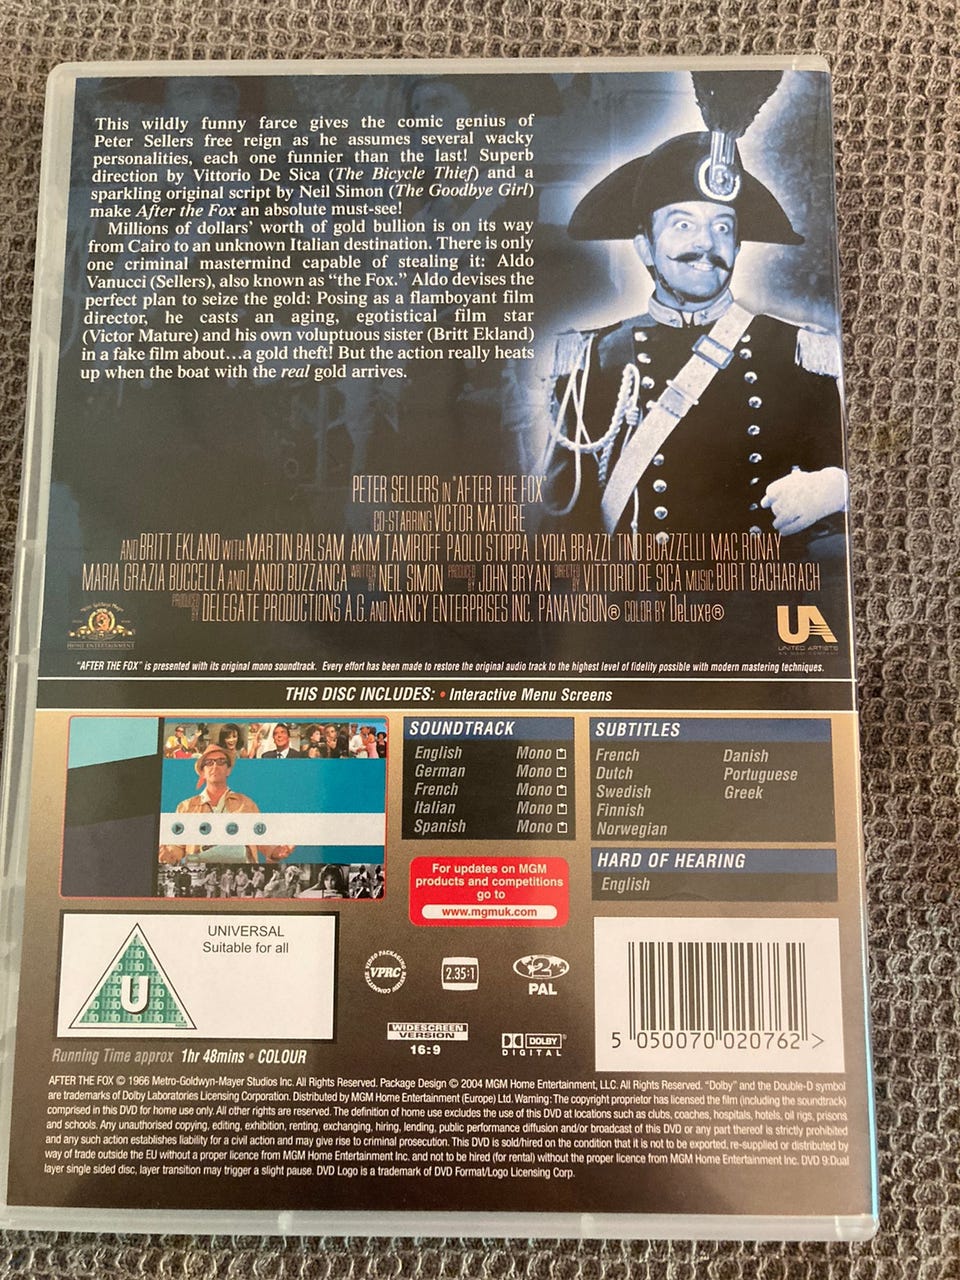 This wildly funny farce gives the comic genius of
Peter Sellers free reign as he assumes several wacky
personalities, each one funnier than the last! Superb
direction by Vittorio De Sica (The Bicycle Thief) and a
sparkling original script by Neil Simon (The Goodbye Girl)
make After the Fox an absolute must-see!
Millions of dollars' worth of gold bullion is on its way
from Cairo to an unknown Italian destination. There is only
one criminal mastermind capable of stealing it: Aldo
Vanucci (Sellers), also known as “the Fox.” Aldo devises the
perfect plan to seize the gold: Posing as a flamboyant film
director, he casts an aging, egotistical film star
(Victor Mature) and his own voluptuous sister (Britt Ekland)
in a fake film about...a gold theft! But the action really heats
up when the boat with the real gold arrives.
PETER SELLERS IN "AFTER THE FOX"
CO-STARRING VICTOR MATURE
AND BRITT EKLAND WITH MARTIN BALSAM AKIM TAMIROFF PAOLO STOPPA LYDIA BRAZZI TINO BUAZZELLI MAC RONAY
MARIA GRAZIA BUCCELLA AND LANDO BUZZANCA WRITTEN BY NEIL SIMON PRODUCED BY JOHN BRYAN DIRECTED BY VITTORIO DE SICA MUSIC BURT BACHARACH
PRODUCED BY DELEGATE PRODUCTIONS A.G. AND NANCY ENTERPRISES INC. PANAVISION® COLOR BY DeLuxe®
HOME ENTERTAINMENT
UA
UNITED ARTISTS
"AFTER THE FOX" is presented with its original mono soundtrack. Every effort has been made to restore the original audio track to the highest level of fidelity possible with modern mastering techniques.
THIS DISC INCLUDES: • Interactive Menu Screens
SOUNDTRACK
English Mono
German Mono
French Mono
Italian Mono
Spanish Mono
SUBTITLES
French Danish
Dutch Portuguese
Swedish Greek
Finnish
Norwegian
HARD OF HEARING
English
For updates on MGM
products and competitions
go to
www.mgmuk.com
UNIVERSAL
Suitable for all
U
VIDEO PACKAGING REVIEW COMMITTEE
VPRC
2.35:1
2
PAL
WIDESCREEN
VERSION
16:9
DOLBY
DIGITAL
5 050070 020762 >
Running Time approx 1hr 48mins • COLOUR
AFTER THE FOX © 1966 Metro-Goldwyn-Mayer Studios Inc. All Rights Reserved. Package Design © 2004 MGM Home Entertainment, LLC. All Rights Reserved. "Dolby" and the Double-D symbol
are trademarks of Dolby Laboratories Licensing Corporation. Distributed by MGM Home Entertainment (Europe) Ltd. Warning: The copyright proprietor has licensed the film (including the soundtrack)
comprised in this DVD for home use only. All other rights are reserved. The definition of home use excludes the use of this DVD at locations such as clubs, coaches, hospitals, hotels, oil rigs, prisons
and schools. Any unauthorised copying, editing, exhibition, renting, exchanging, hiring, lending, public performance diffusion and/or broadcast of this DVD or any part thereof is strictly prohibited
and any such action establishes liability for a civil action and may give rise to criminal prosecution. This DVD is sold/hired on the condition that it is not to be exported, re-supplied or distributed by
way of trade outside the EU without a proper licence from MGM Home Entertainment Inc. and not to be hired (for rental) without the proper licence from MGM Home Entertainment Inc. DVD 9:Dual
layer single sided disc, layer transition may trigger a slight pause. DVD Logo is a trademark of DVD Format/Logo Licensing Corp.